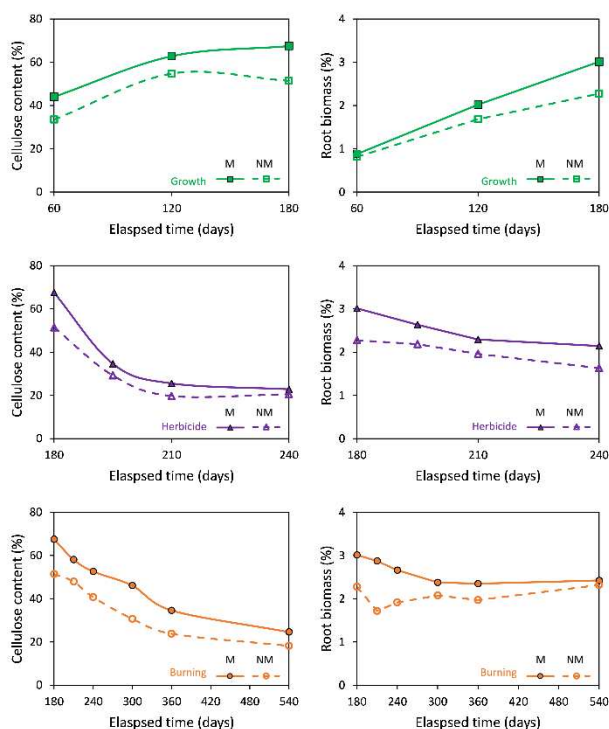 80
60
40
20
0
Cellulose content (%)
M NM
Growth
60 120 180
Elaspsed time (days)
4
3
2
1
0
Root biomass (%)
M NM
Growth
60 120 180
Elaspsed time (days)
80
60
40
20
0
Cellulose content (%)
M NM
Herbicide
180 210 240
Elaspsed time (days)
4
3
2
1
0
Root biomass (%)
M NM
Herbicide
180 210 240
Elaspsed time (days)
80
60
40
20
0
Cellulose content (%)
M NM
Burning
180 240 300 360 420 480 540
Elaspsed time (days)
4
3
2
1
0
Root biomass (%)
M NM
Burning
180 240 300 360 420 480 540
Elaspsed time (days)